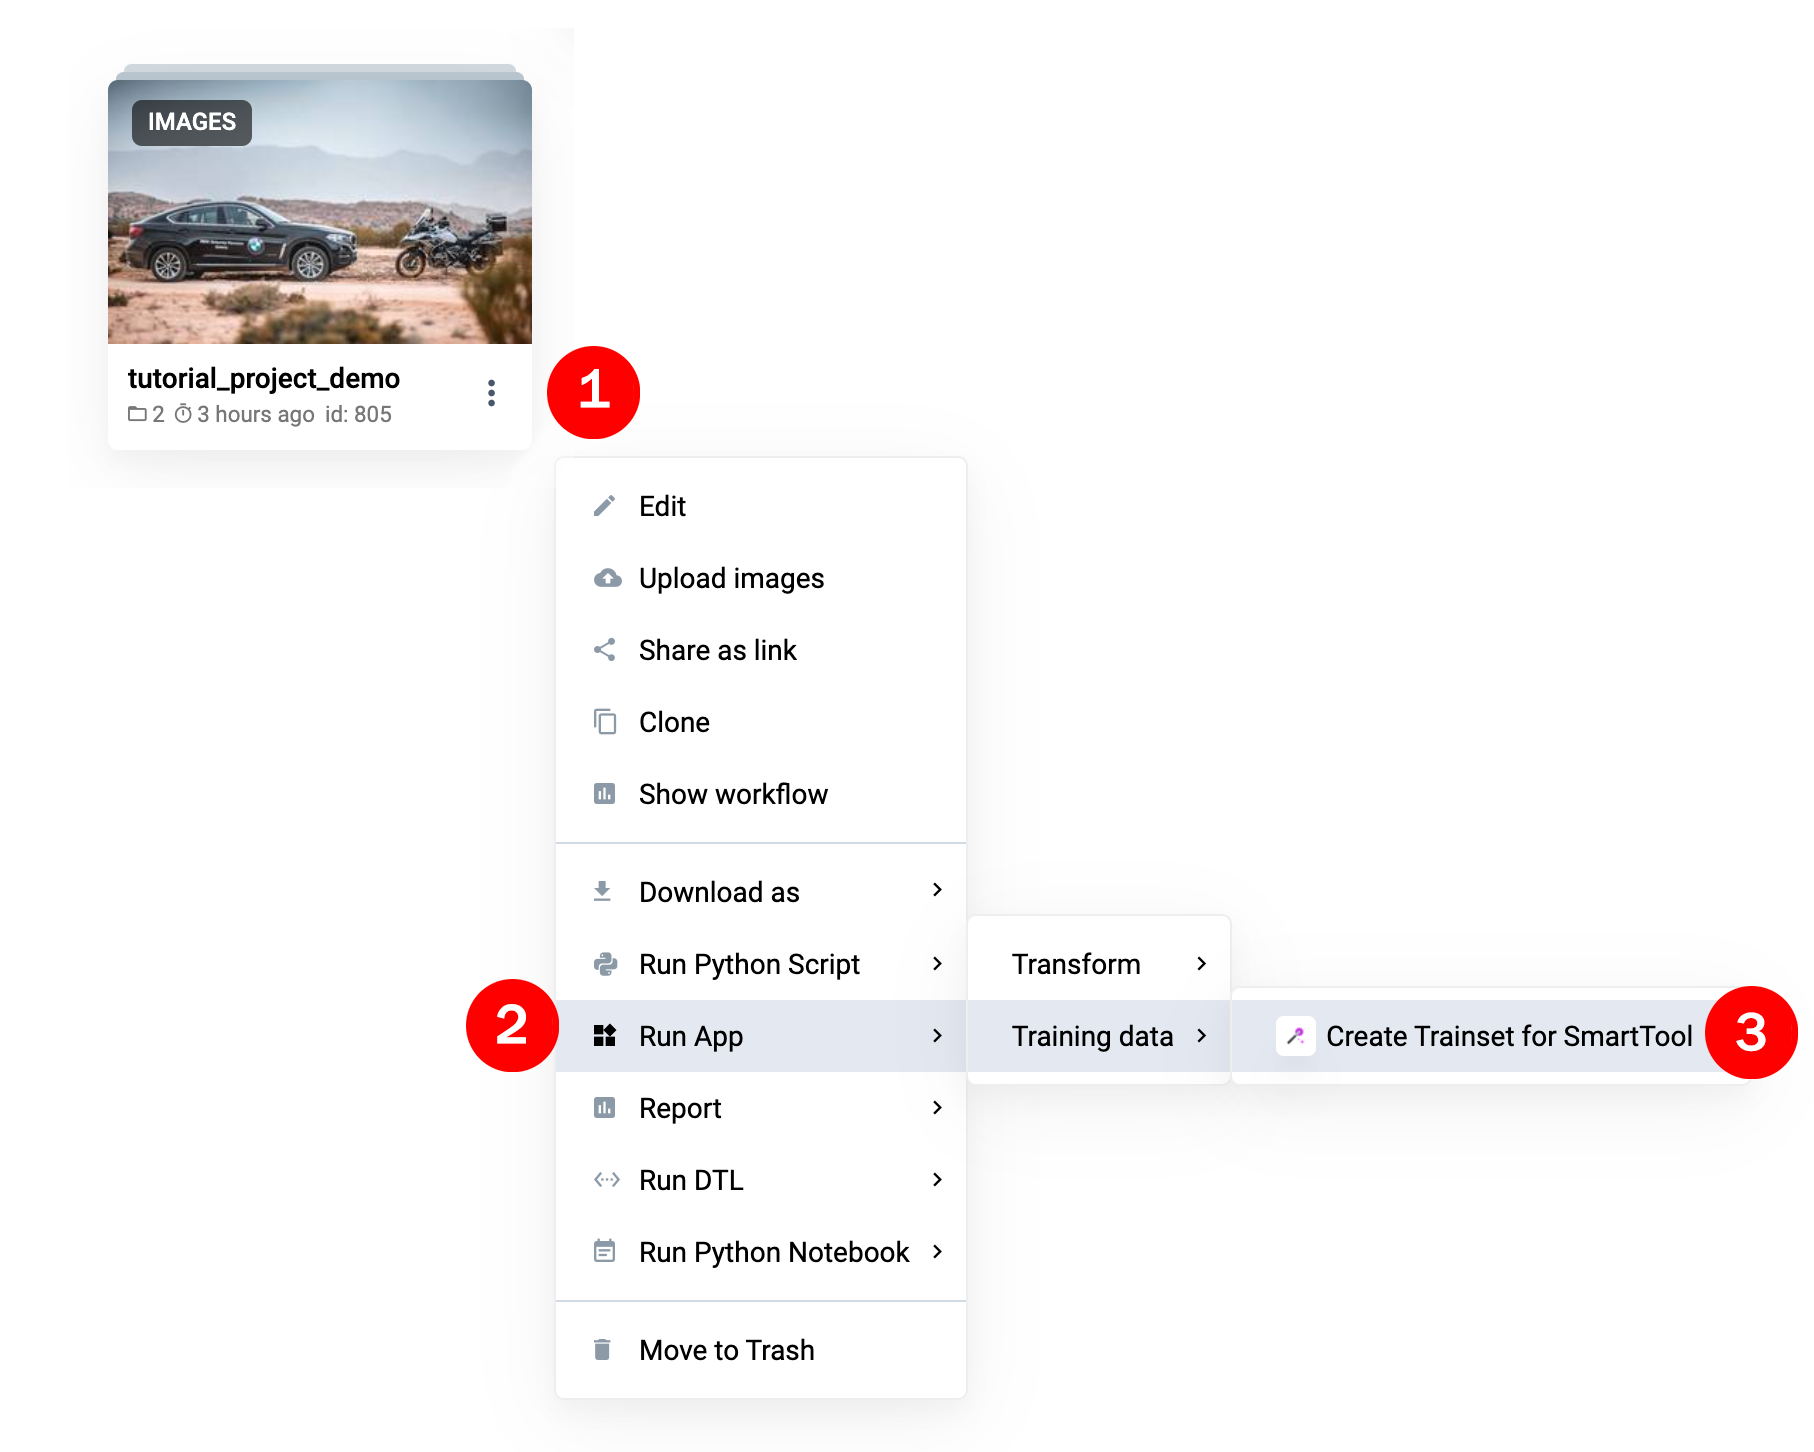 IMAGES
tutorial_project_demo
2 3 hours ago id: 805
1
Edit
Upload images
Share as link
Clone
Show workflow
Download as
Run Python Script
Transform
2
Run App
Training data
Create Trainset for SmartTool
3
Report
Run DTL
Run Python Notebook
Move to Trash